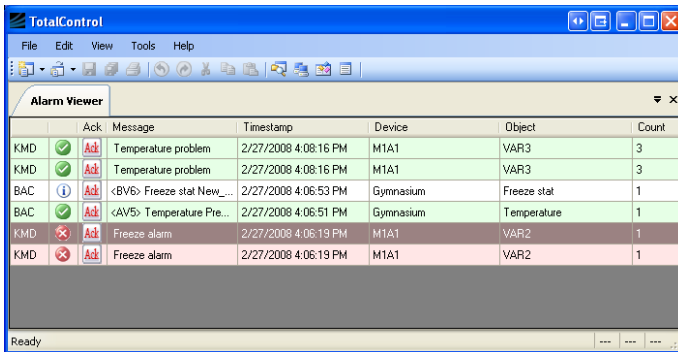 TotalControl
File Edit View Tools Help
Alarm Viewer
Ack Message Timestamp Device Object Count
KMD Ack Temperature problem 2/27/2008 4:08:16 PM M1A1 VAR3 3
KMD Ack Temperature problem 2/27/2008 4:08:16 PM M1A1 VAR3 3
BAC Ack <BV6> Freeze stat New_... 2/27/2008 4:06:53 PM Gymnasium Freeze stat 1
BAC Ack <AV5> Temperature Pre... 2/27/2008 4:06:51 PM Gymnasium Temperature 1
KMD Ack Freeze alarm 2/27/2008 4:06:19 PM M1A1 VAR2 1
KMD Ack Freeze alarm 2/27/2008 4:06:19 PM M1A1 VAR2 1
Ready --- --- ---